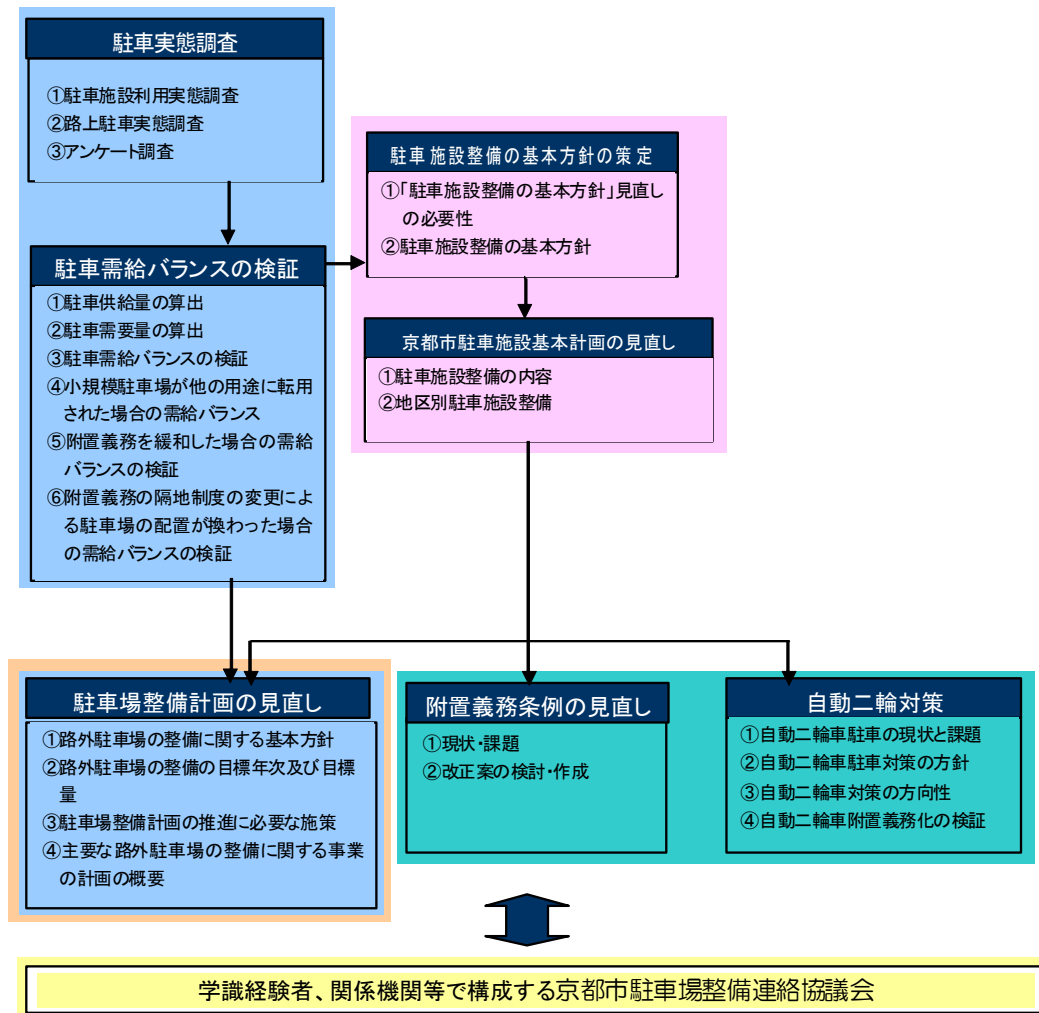 駐車実態調査
①駐車施設利用実態調査
②路上駐車実態調査
③アンケート調査
駐車需給バランスの検証
①駐車供給量の算出
②駐車需要量の算出
③駐車需給バランスの検証
④小規模駐車場が他の用途に転用
された場合の需給バランス
⑤附置義務を緩和した場合の需給
バランスの検証
⑥附置義務の隔地制度の変更によ
る駐車場の配置が換わった場合
の需給バランスの検証
駐車施設整備の基本方針の策定
①「駐車施設整備の基本方針」見直し
の必要性
②駐車施設整備の基本方針
京都市駐車施設基本計画の見直し
①駐車施設整備の内容
②地区別駐車施設整備
駐車場整備計画の見直し
①路外駐車場の整備に関する基本方針
②路外駐車場の整備の目標年次及び目標
量
③駐車場整備計画の推進に必要な施策
④主要な路外駐車場の整備に関する事業
の計画の概要
附置義務条例の見直し
①現状・課題
②改正案の検討・作成
自動二輪対策
①自動二輪車駐車の現状と課題
②自動二輪車駐車対策の方針
③自動二輪車対策の方向性
④自動二輪車附置義務化の検証
学識経験者、関係機関等で構成する京都市駐車場整備連絡協議会